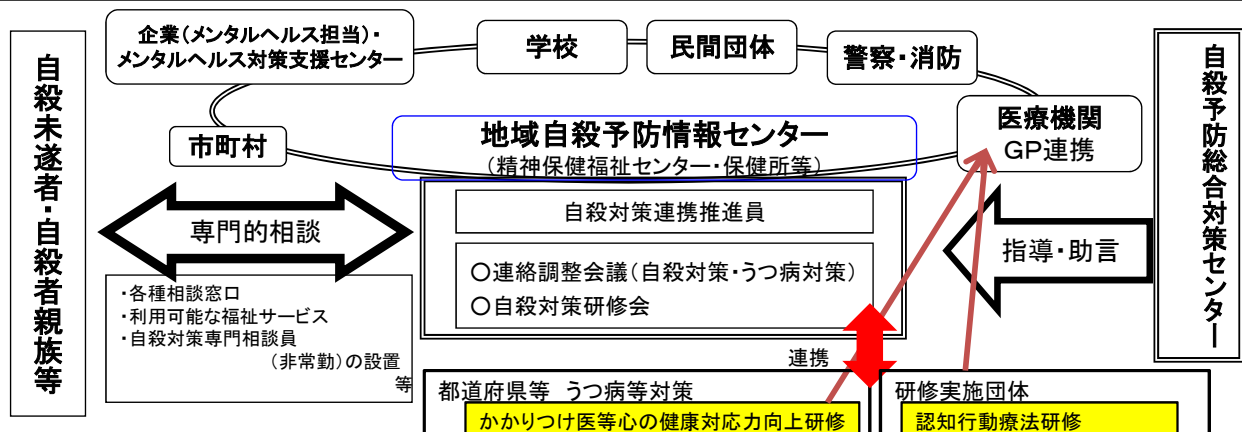 企業(メンタルヘルス担当)・
メンタルヘルス対策支援センター
学校
民間団体
警察・消防
医療機関
GP連携
市町村
地域自殺予防情報センター
(精神保健福祉センター・保健所等)
自殺未遂者・自殺者親族等
専門的相談
・各種相談窓口
・利用可能な福祉サービス
・自殺対策専門相談員
(非常勤)の設置
等
自殺対策連携推進員
○連絡調整会議(自殺対策・うつ病対策)
○自殺対策研修会
指導・助言
自殺予防総合対策センター
連携
都道府県等 うつ病等対策
かかりつけ医等心の健康対応力向上研修
研修実施団体
認知行動療法研修